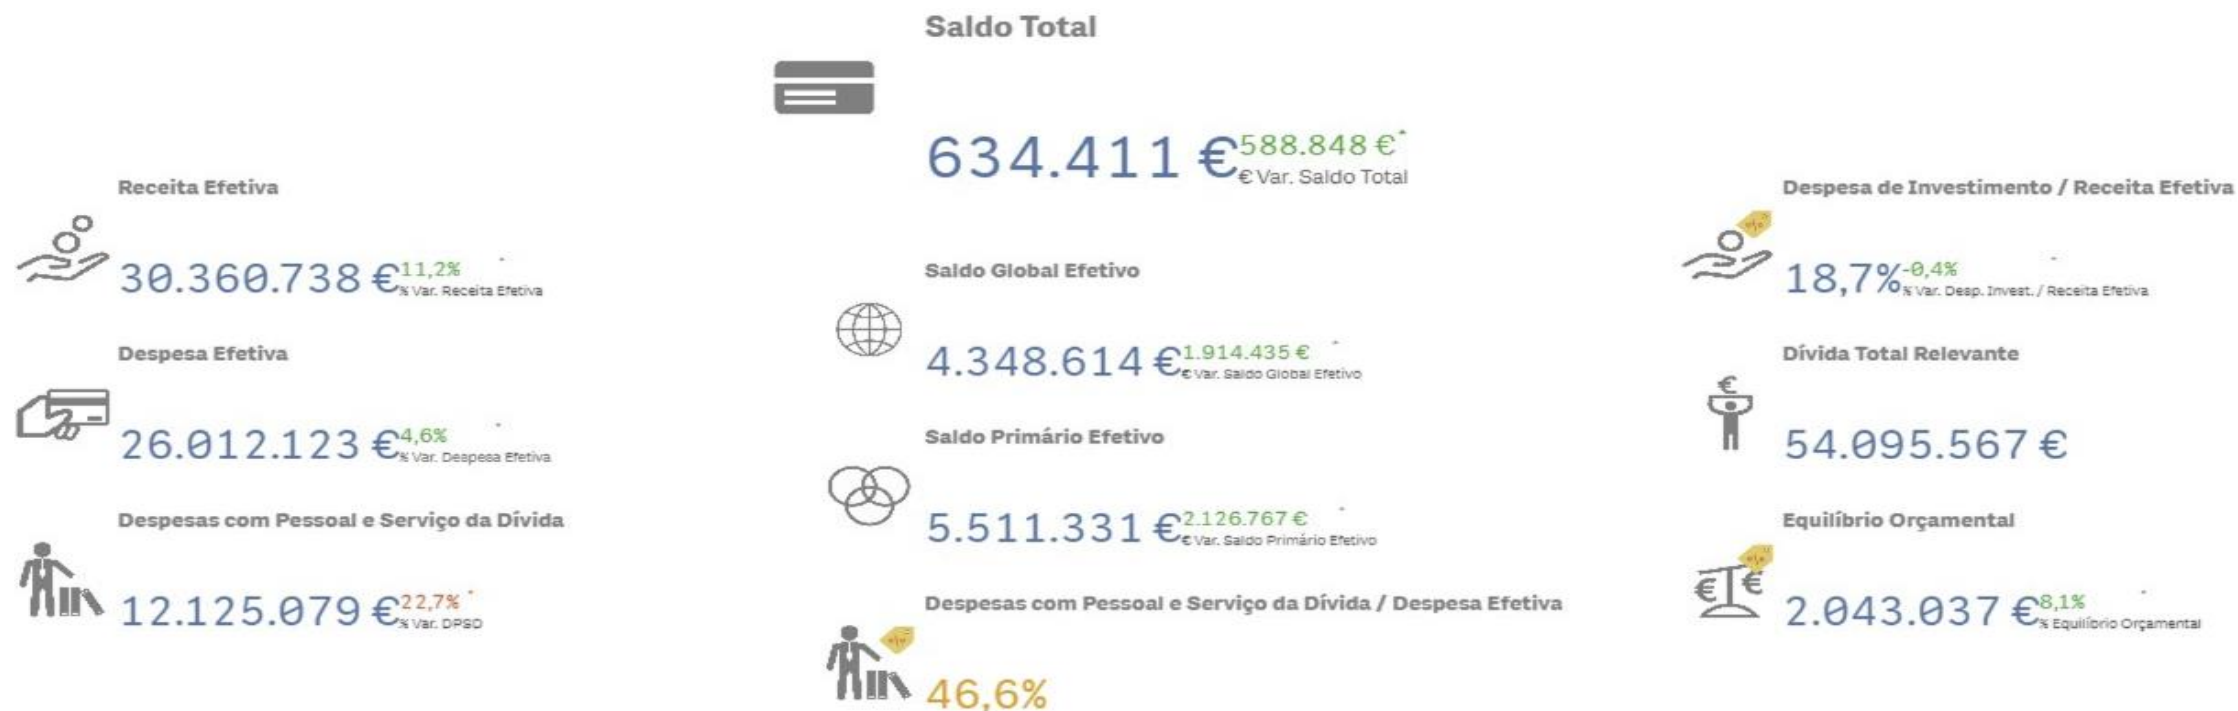 Saldo Total
634.411 €
588.848 €
€ Var. Saldo Total
Receita Efetiva
30.360.738 €
11,2%
% Var. Receita Efetiva
Despesa Efetiva
26.012.123 €
4,6%
% Var. Despesa Efetiva
Despesas com Pessoal e Serviço da Dívida
12.125.079 €
22,7%
% Var. DPSD
Saldo Global Efetivo
4.348.614 €
1.914.435 €
€ Var. Saldo Global Efetivo
Saldo Primário Efetivo
5.511.331 €
2.126.767 €
€ Var. Saldo Primário Efetivo
Despesas com Pessoal e Serviço da Dívida / Despesa Efetiva
46,6%
Despesa de Investimento / Receita Efetiva
18,7%
-0,4%
% Var. Desp. Invest. / Receita Efetiva
Dívida Total Relevante
54.095.567 €
Equilíbrio Orçamental
2.043.037 €
8,1%
% Equilíbrio Orçamental